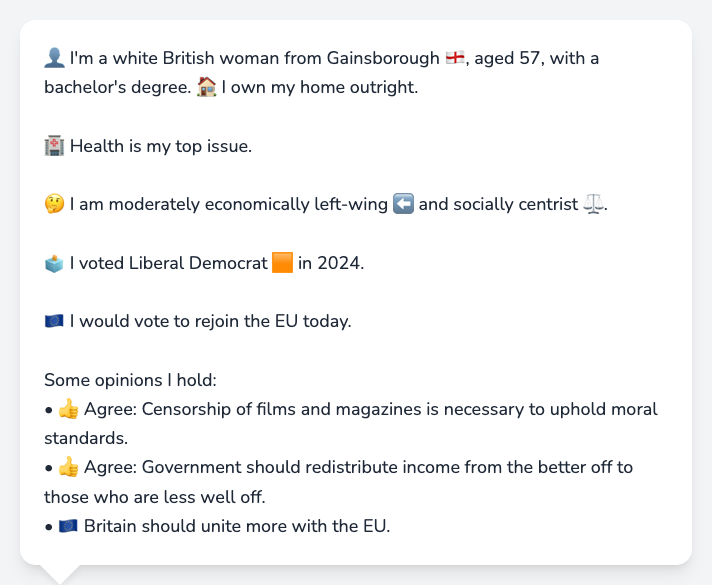 👤 I'm a white British woman from Gainsborough 🏴󠁧󠁢󠁥󠁮󠁧󠁿, aged 57, with a
bachelor's degree. 🏠 I own my home outright.
🏥 Health is my top issue.
🤔 I am moderately economically left-wing ⬅️ and socially centrist ⚖️.
🗳️ I voted Liberal Democrat 🟧 in 2024.
🇪🇺 I would vote to rejoin the EU today.
Some opinions I hold:
• 👍 Agree: Censorship of films and magazines is necessary to uphold moral
standards.
• 👍 Agree: Government should redistribute income from the better off to
those who are less well off.
• 🇪🇺 Britain should unite more with the EU.